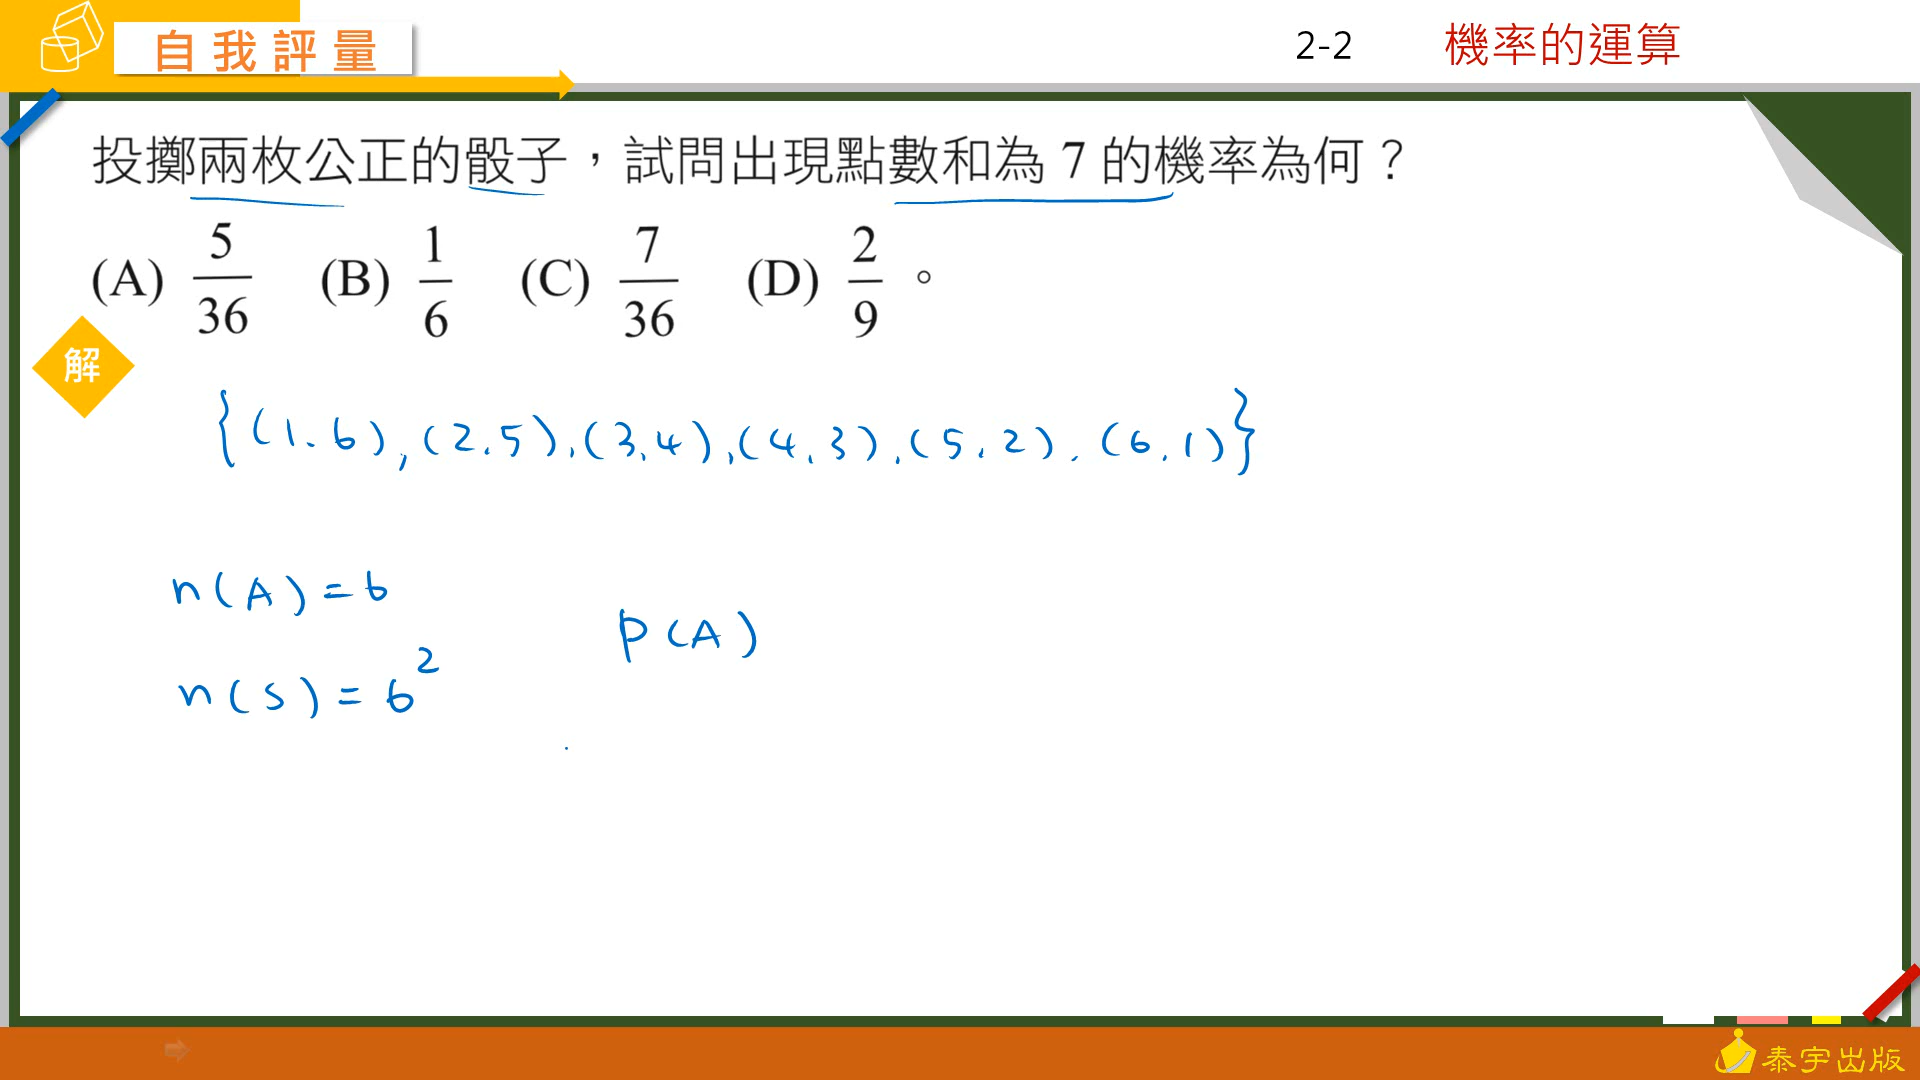 自我評量
2-2 機率的運算
投擲兩枚公正的骰子，試問出現點數和為 7 的機率為何？
(A) 5/36 (B) 1/6 (C) 7/36 (D) 2/9 。
解
{(1.6),(2.5),(3,4),(4,3),(5,2),(6,1)}
n(A)=6
p(A)
n(S)=6²
泰宇出版